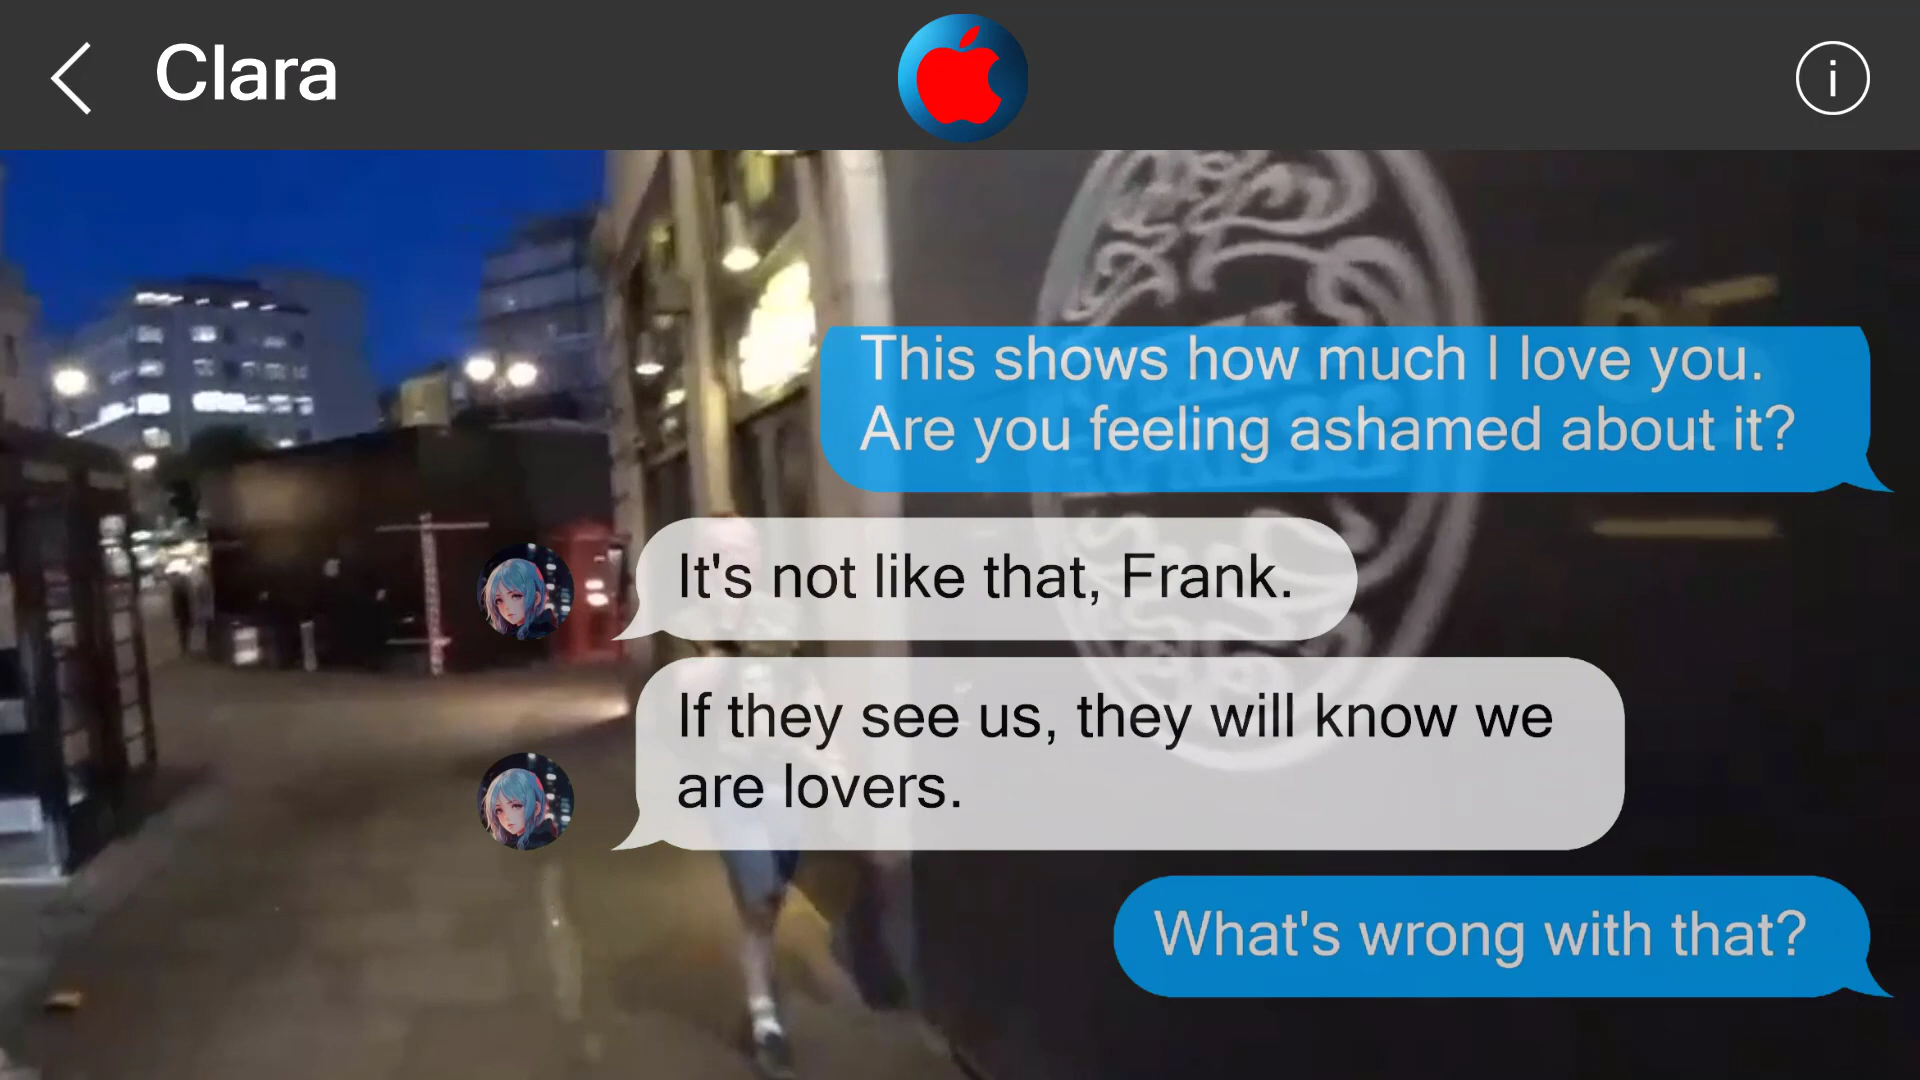 Clara
This shows how much I love you.
Are you feeling ashamed about it?
It's not like that, Frank.
If they see us, they will know we
are lovers.
What's wrong with that?